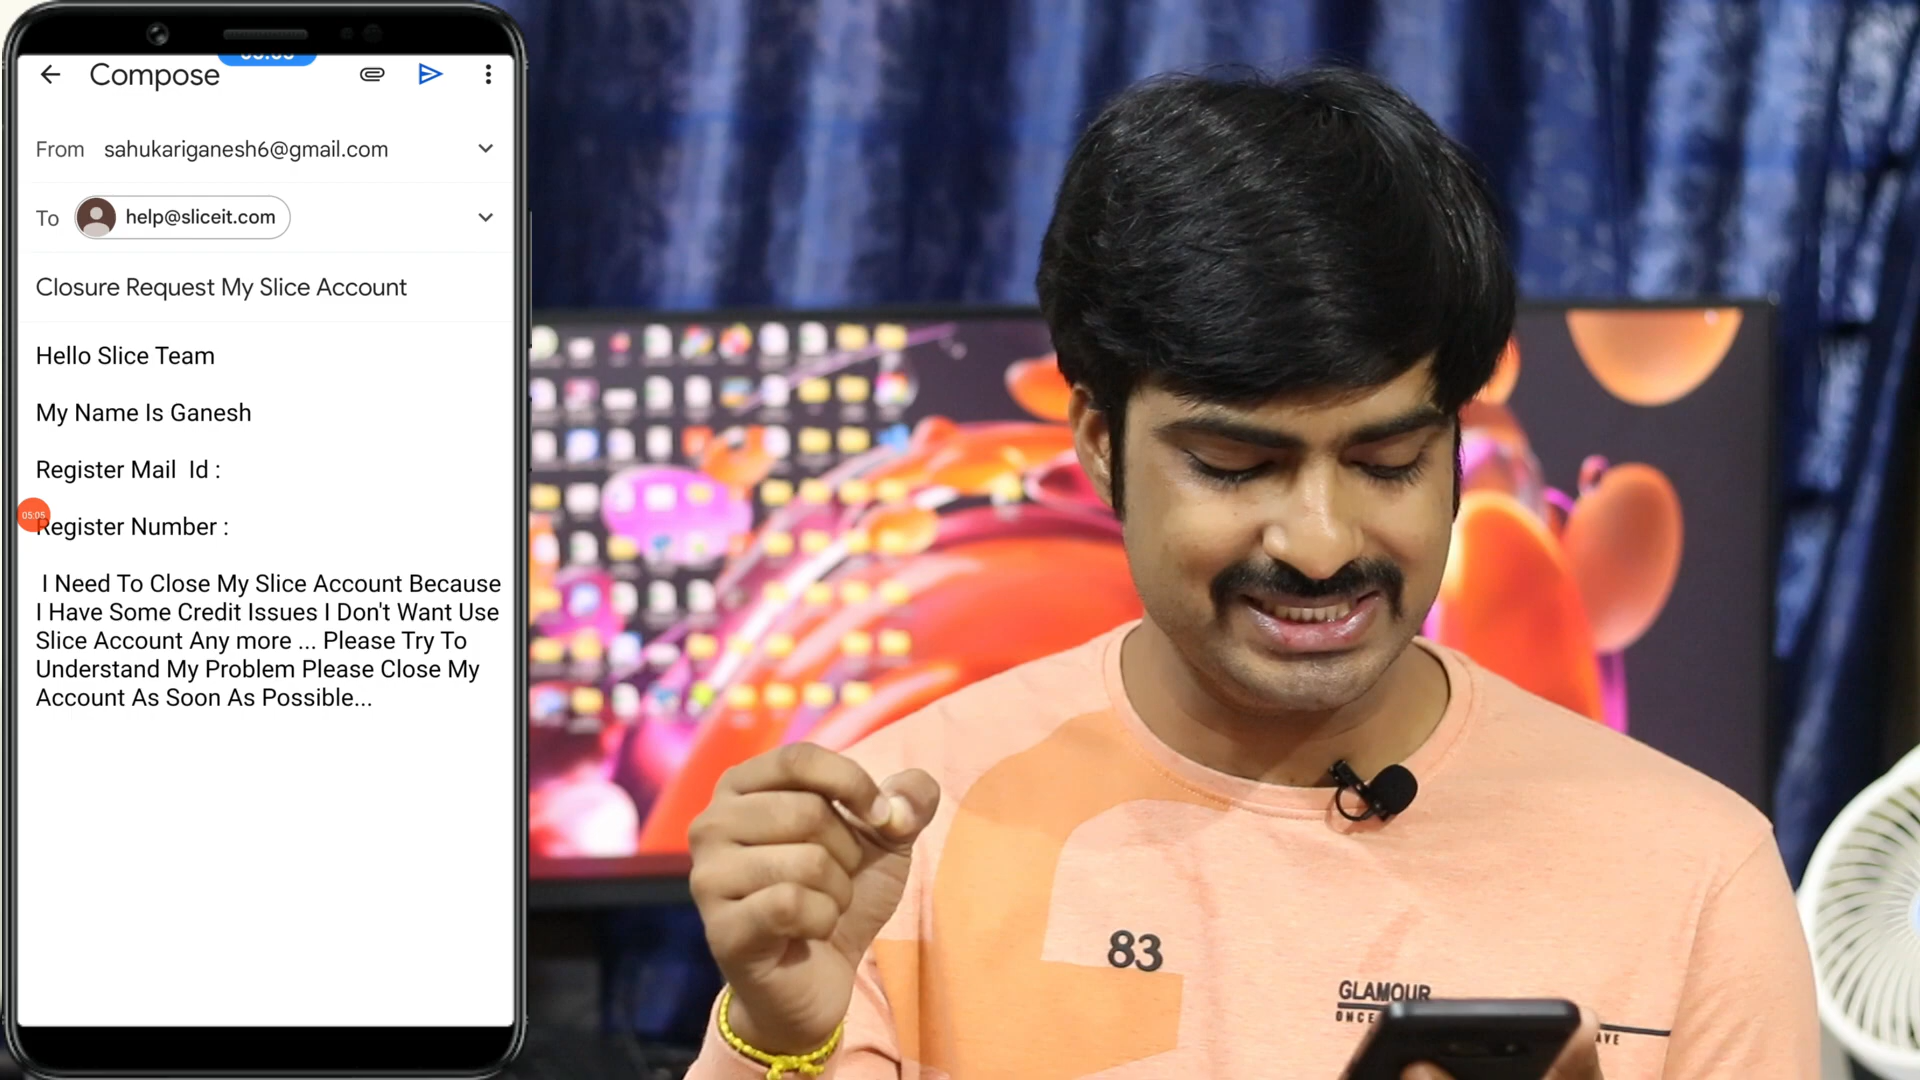 Compose
From sahukariganesh6@gmail.com
To help@sliceit.com
Closure Request My Slice Account
Hello Slice Team
My Name Is Ganesh
Register Mail Id :
05:05
Register Number :
I Need To Close My Slice Account Because
I Have Some Credit Issues I Don't Want Use
Slice Account Any more ... Please Try To
Understand My Problem Please Close My
Account As Soon As Possible...
83
GLAMOUR